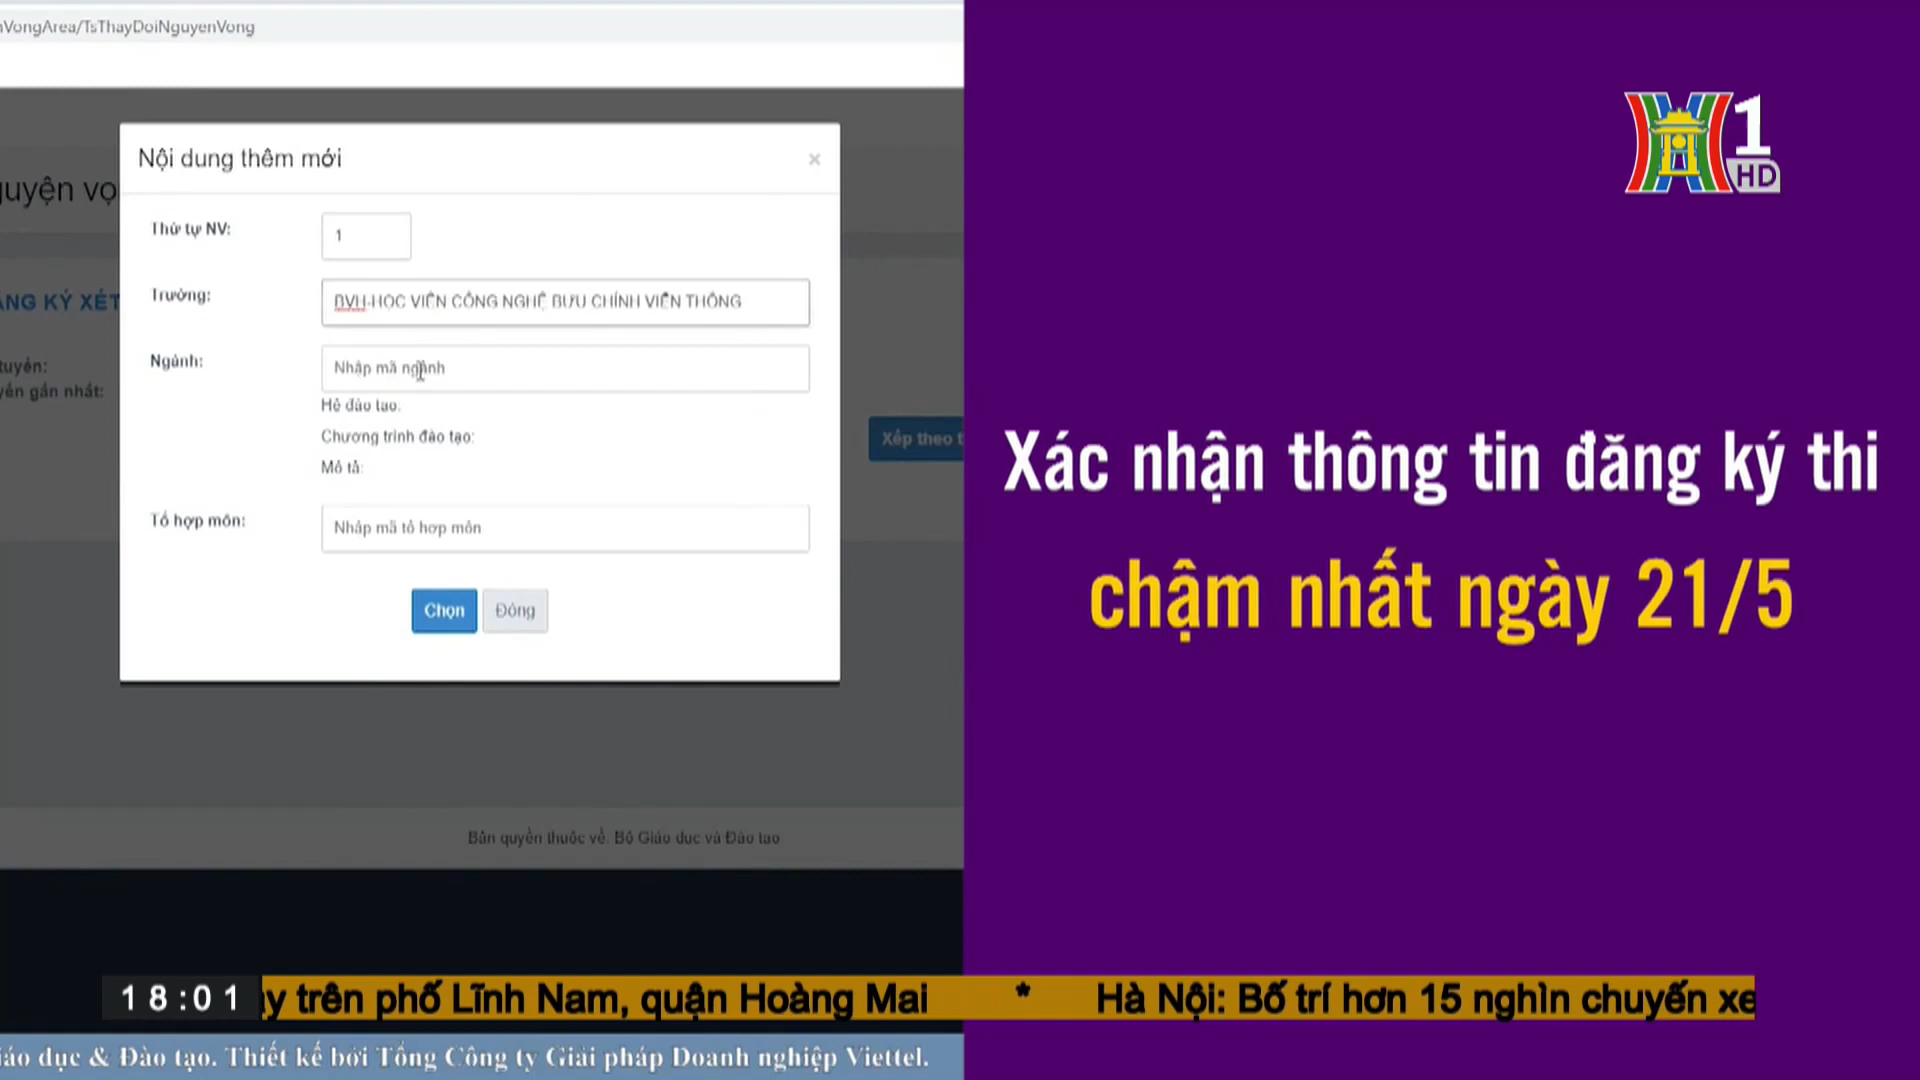 nVongArea/TsThayDoiNguyenVong
Nội dung thêm mới ×
Thứ tự NV: 1
Trường: BVH-HỌC VIỆN CÔNG NGHỆ BƯU CHÍNH VIỄN THÔNG
Ngành: Nhập mã ngành
Hệ đào tạo:
Chương trình đào tạo:
Mô tả:
Tổ hợp môn: Nhập mã tổ hợp môn
Chọn Đóng
guyện vọ
ĂNG KÝ XÉT
tuyển:
yển gần nhất:
Xếp theo t
Bản quyền thuộc về: Bộ Giáo dục và Đào tạo
1
HD
Xác nhận thông tin đăng ký thi
chậm nhất ngày 21/5
18:01 trên phố Lĩnh Nam, quận Hoàng Mai * Hà Nội: Bố trí hơn 15 nghìn chuyến xe
iáo dục & Đào tạo. Thiết kế bởi Tổng Công ty Giải pháp Doanh nghiệp Viettel.